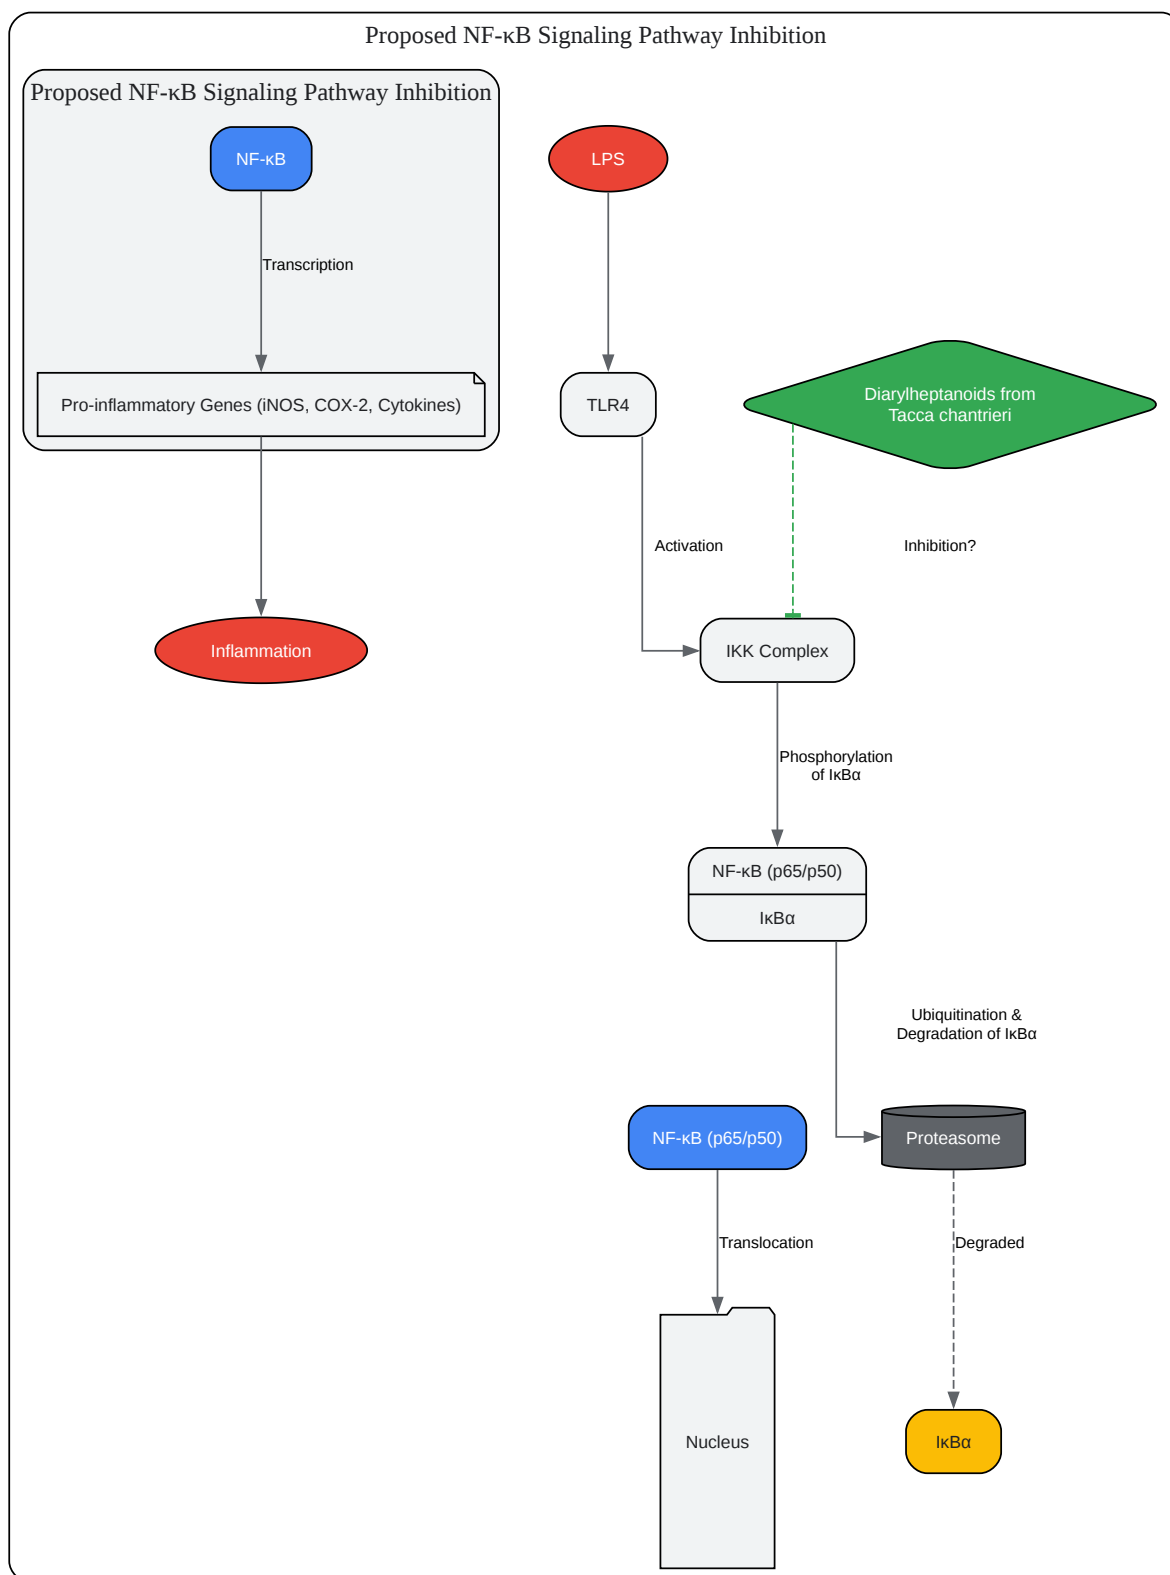 Proposed NF-κB Signaling Pathway Inhibition
Proposed NF-κB Signaling Pathway Inhibition
NF-κB
LPS
Transcription
Pro-inflammatory Genes (iNOS, COX-2, Cytokines)
TLR4
Diarylheptanoids from
Tacca chantrieri
Activation
Inhibition?
Inflammation
IKK Complex
Phosphorylation
of IκBα
NF-κB (p65/p50)
IκBα
Ubiquitination &
Degradation of IκBα
NF-κB (p65/p50)
Proteasome
Translocation
Degraded
Nucleus
IκBα